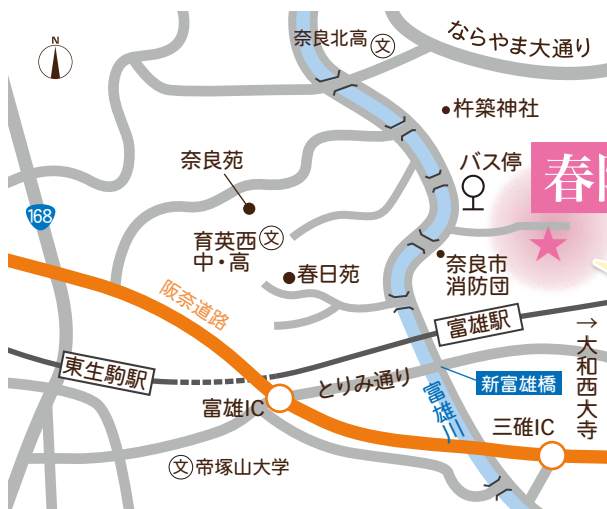 N
奈良北高
文
ならやま大通り
杵築神社
奈良苑
バス停
春
168
育英西
中・高
文
春日苑
奈良市
消防団
阪奈道路
富雄駅
東生駒駅
→大和西大寺
とりみ通り
新富雄橋
富雄IC
富雄川
三碓IC
文
帝塚山大学